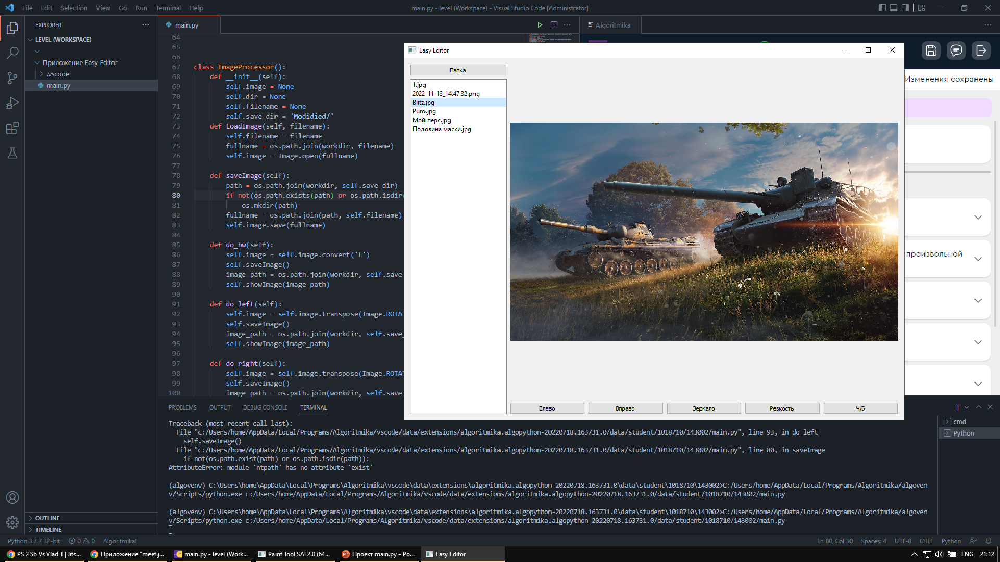 File Edit Selection View Go Run Terminal Help
main.py - level (Workspace) - Visual Studio Code [Administrator]
EXPLORER
LEVEL (WORKSPACE)
Приложение Easy Editor
.vscode
main.py
OUTLINE
TIMELINE
main.py
Algoritmika
64
65
66
67 class ImageProcessor():
68 def __init__(self):
69 self.image = None
70 self.dir = None
71 self.filename = None
72 self.save_dir = 'Modidied/'
73 def LoadImage(self, filename):
74 self.filename = filename
75 fullname = os.path.join(workdir, filename)
76 self.image = Image.open(fullname)
77
78 def saveImage(self):
79 path = os.path.join(workdir, self.save_dir)
80 if not(os.path.exists(path) or os.path.isdir(
81 os.mkdir(path)
82 fullname = os.path.join(path, self.filename)
83 self.image.save(fullname)
84
85 def do_bw(self):
86 self.image = self.image.convert('L')
87 self.saveImage()
88 image_path = os.path.join(workdir, self.save_
89 self.showImage(image_path)
90
91 def do_left(self):
92 self.image = self.image.transpose(Image.ROTAT
93 self.saveImage()
94 image_path = os.path.join(workdir, self.save_
95 self.showImage(image_path)
96
97 def do_right(self):
98 self.image = self.image.transpose(Image.ROTAT
99 self.saveImage()
100 image_path = os.path.join(workdir, self.save_
Easy Editor
Папка
1.jpg
2022-11-13_14.47.32.png
Blitz.jpg
Puro.jpg
Мой перс.jpg
Половина маски.jpg
Влево Вправо Зеркало Резкость Ч/Б
Изменения сохранены
произвольной
PROBLEMS OUTPUT DEBUG CONSOLE TERMINAL
Traceback (most recent call last):
File "c:/Users/home/AppData/Local/Programs/Algoritmika/vscode/data/extensions/algoritmika.algopython-20220718.163731.0/data/student/1018710/143002/main.py", line 93, in do_left
self.saveImage()
File "c:/Users/home/AppData/Local/Programs/Algoritmika/vscode/data/extensions/algoritmika.algopython-20220718.163731.0/data/student/1018710/143002/main.py", line 80, in saveImage
if not(os.path.exist(path) or os.path.isdir(path)):
AttributeError: module 'ntpath' has no attribute 'exist'
(algovenv) C:\Users\home\AppData\Local\Programs\Algoritmika\vscode\data\extensions\algoritmika.algopython-20220718.163731.0\data\student\1018710\143002>C:/Users/home/AppData/Local/Programs/Algoritmika/algoven
v/Scripts/python.exe c:/Users/home/AppData/Local/Programs/Algoritmika/vscode/data/extensions/algoritmika.algopython-20220718.163731.0/data/student/1018710/143002/main.py
(algovenv) C:\Users\home\AppData\Local\Programs\Algoritmika\vscode\data\extensions\algoritmika.algopython-20220718.163731.0\data\student\1018710\143002>C:/Users/home/AppData/Local/Programs/Algoritmika/algoven
v/Scripts/python.exe c:/Users/home/AppData/Local/Programs/Algoritmika/vscode/data/extensions/algoritmika.algopython-20220718.163731.0/data/student/1018710/143002/main.py
cmd
Python
Python 3.7.7 32-bit 0 0 Algoritmika!
Ln 80, Col 30 Spaces: 4 UTF-8 CRLF Python
PS 2 Sb Vs Vlad T | Jits...
Приложение "meet.j...
main.py - level (Work...
Paint Tool SAI 2.0 (64...
Проект main.py - Po...
Easy Editor
ENG 21:12